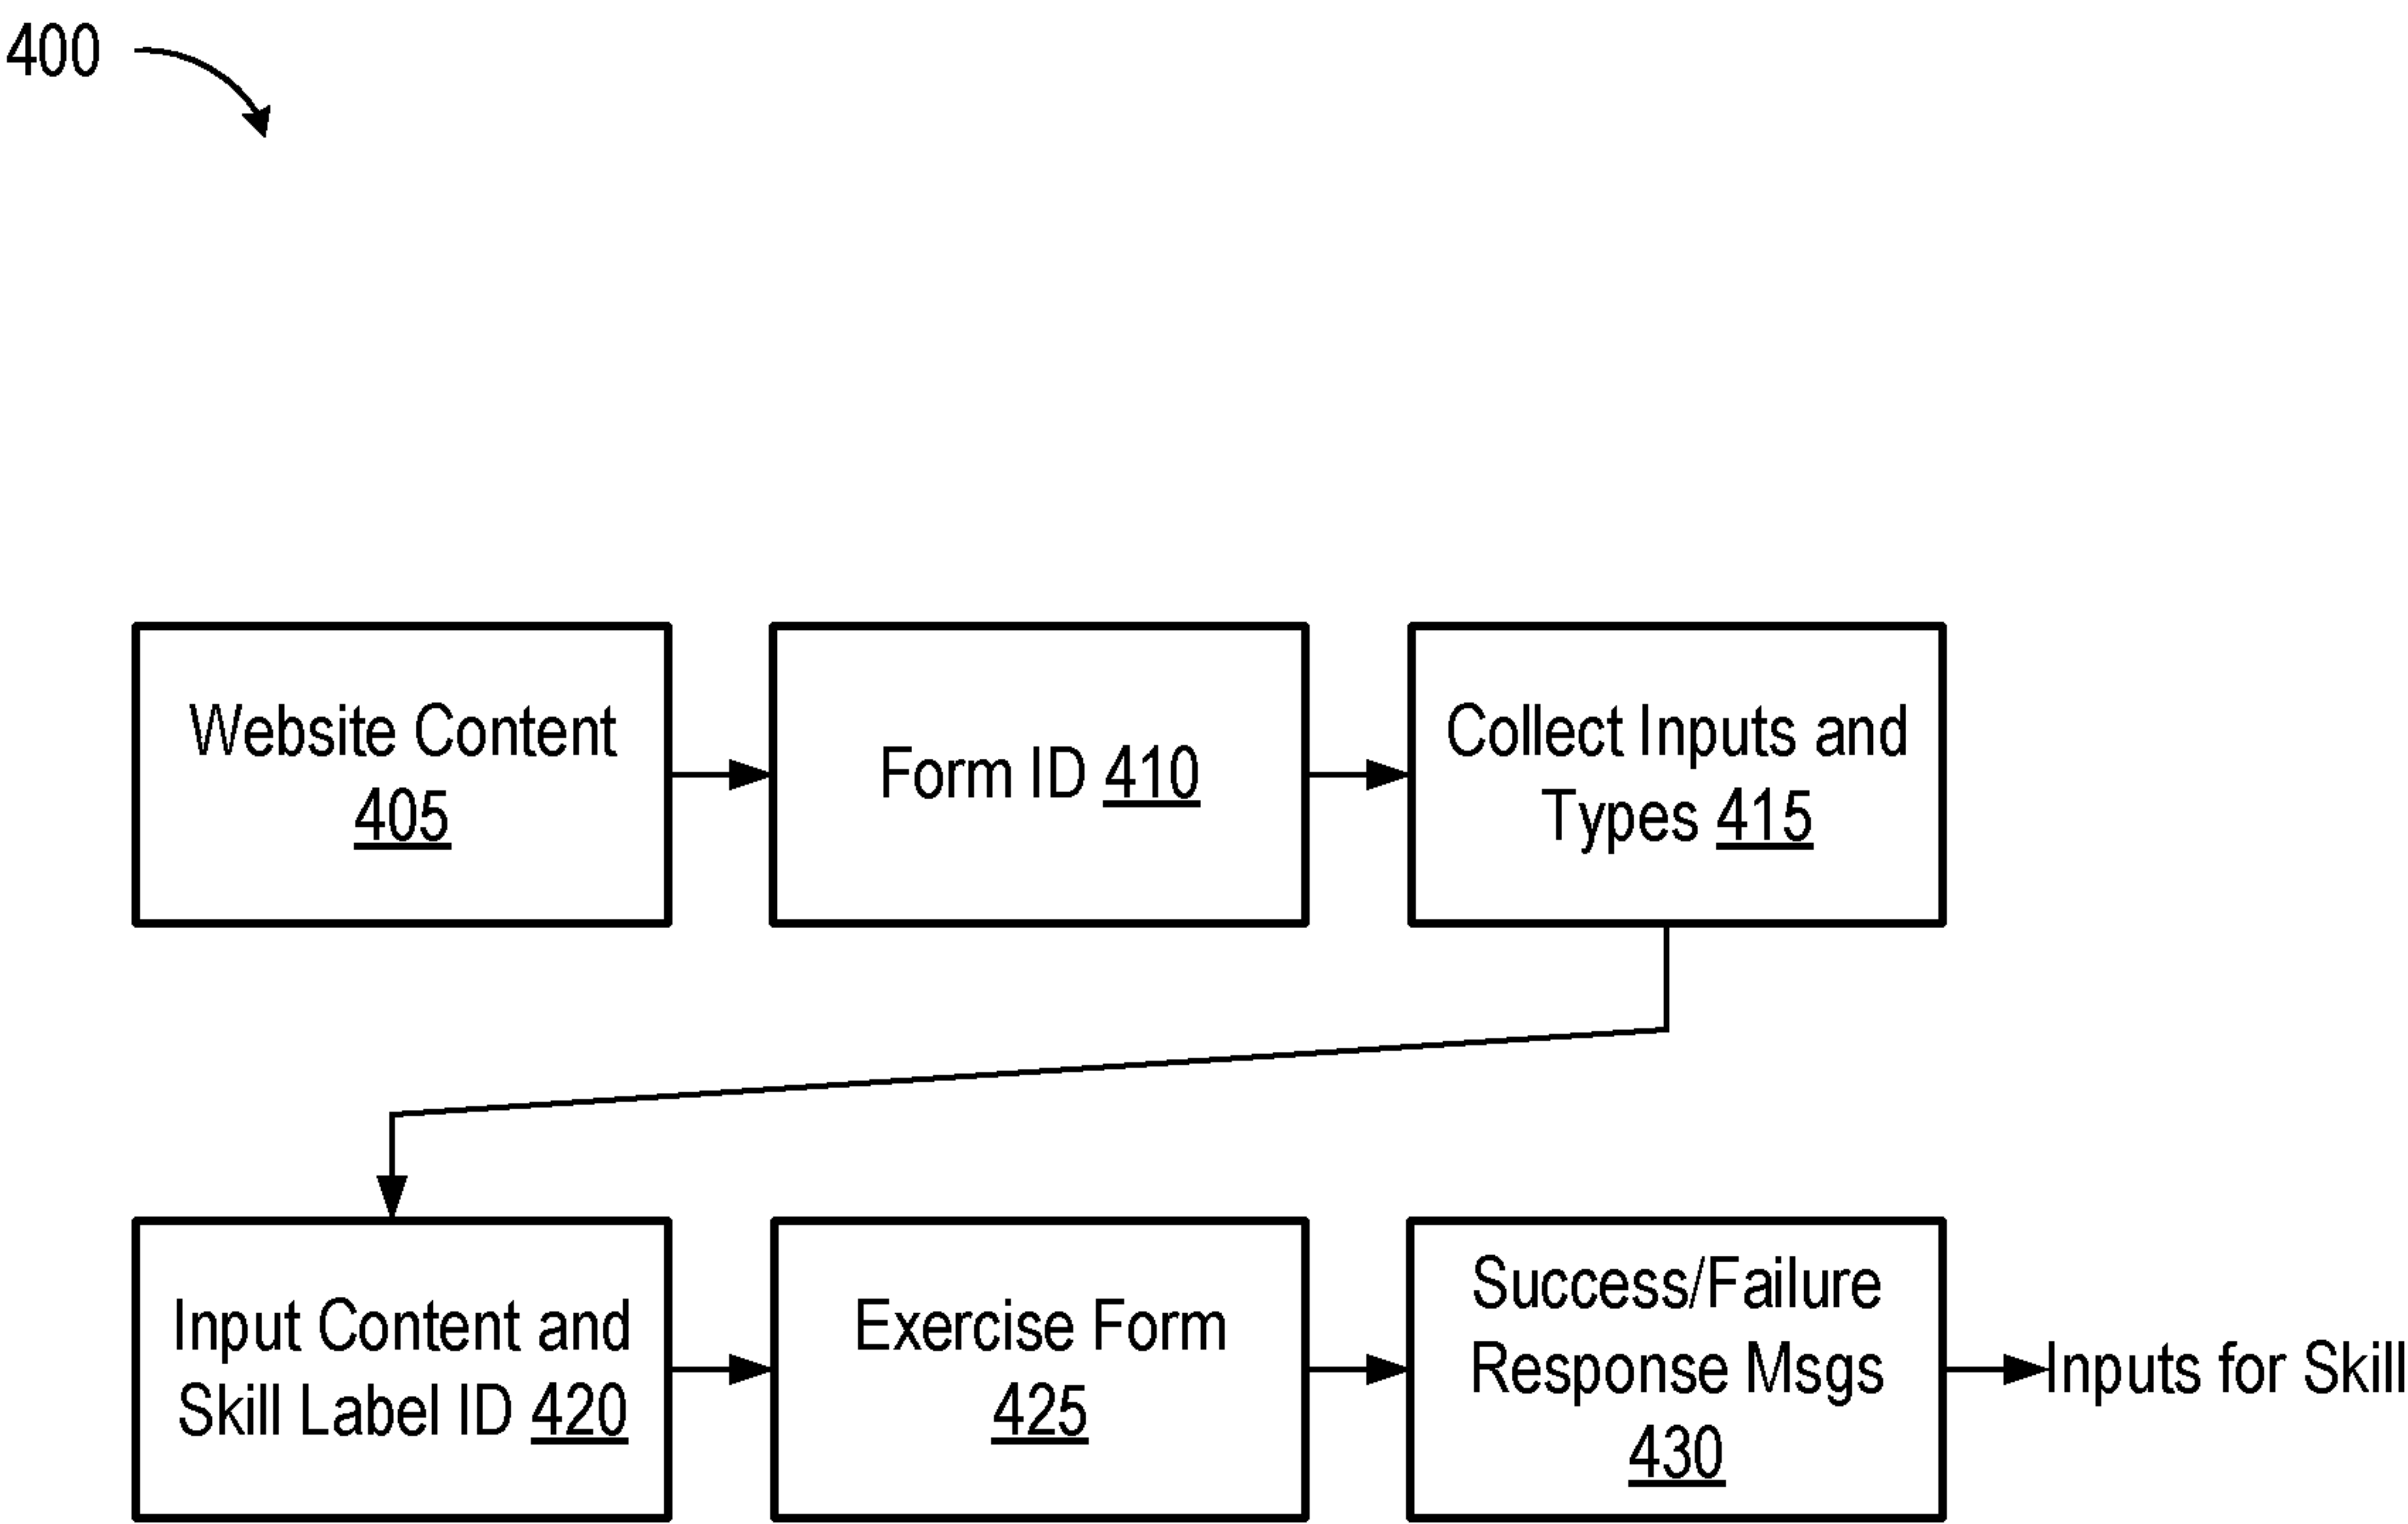 400
Website Content
405
Form ID 410
Collect Inputs and
Types 415
Input Content and
Skill Label ID 420
Exercise Form
425
Success/Failure
Response Msgs
430
Inputs for Skill